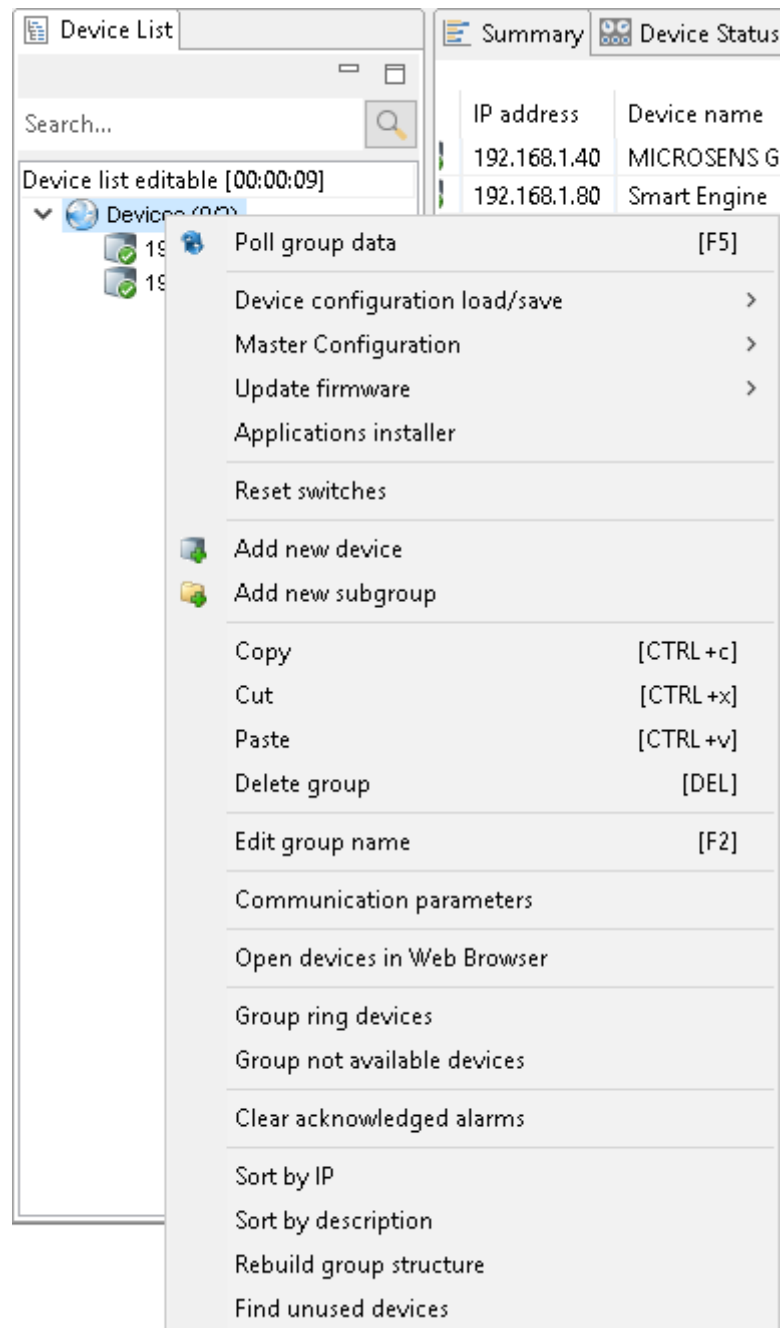 Device List
Summary
Device Status
Search...
IP address
Device name
192.168.1.40
MICROSENS G
192.168.1.80
Smart Engine
Device list editable [00:00:09]
Poll group data [F5]
Device configuration load/save
Master Configuration
Update firmware
Applications installer
Reset switches
Add new device
Add new subgroup
Copy [CTRL+c]
Cut [CTRL+x]
Paste [CTRL+v]
Delete group [DEL]
Edit group name [F2]
Communication parameters
Open devices in Web Browser
Group ring devices
Group not available devices
Clear acknowledged alarms
Sort by IP
Sort by description
Rebuild group structure
Find unused devices